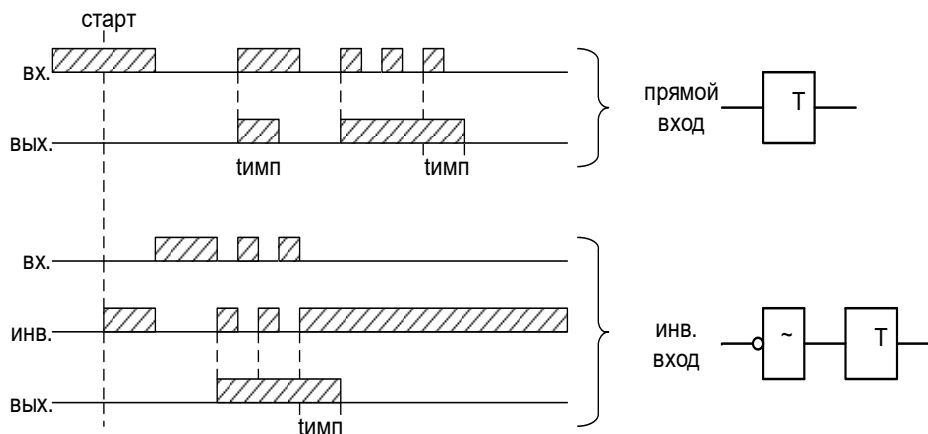 старт
вх.
вых.
tимп
tимп
прямой
вход
T
вх.
инв.
вых.
tимп
инв.
вход
~
T